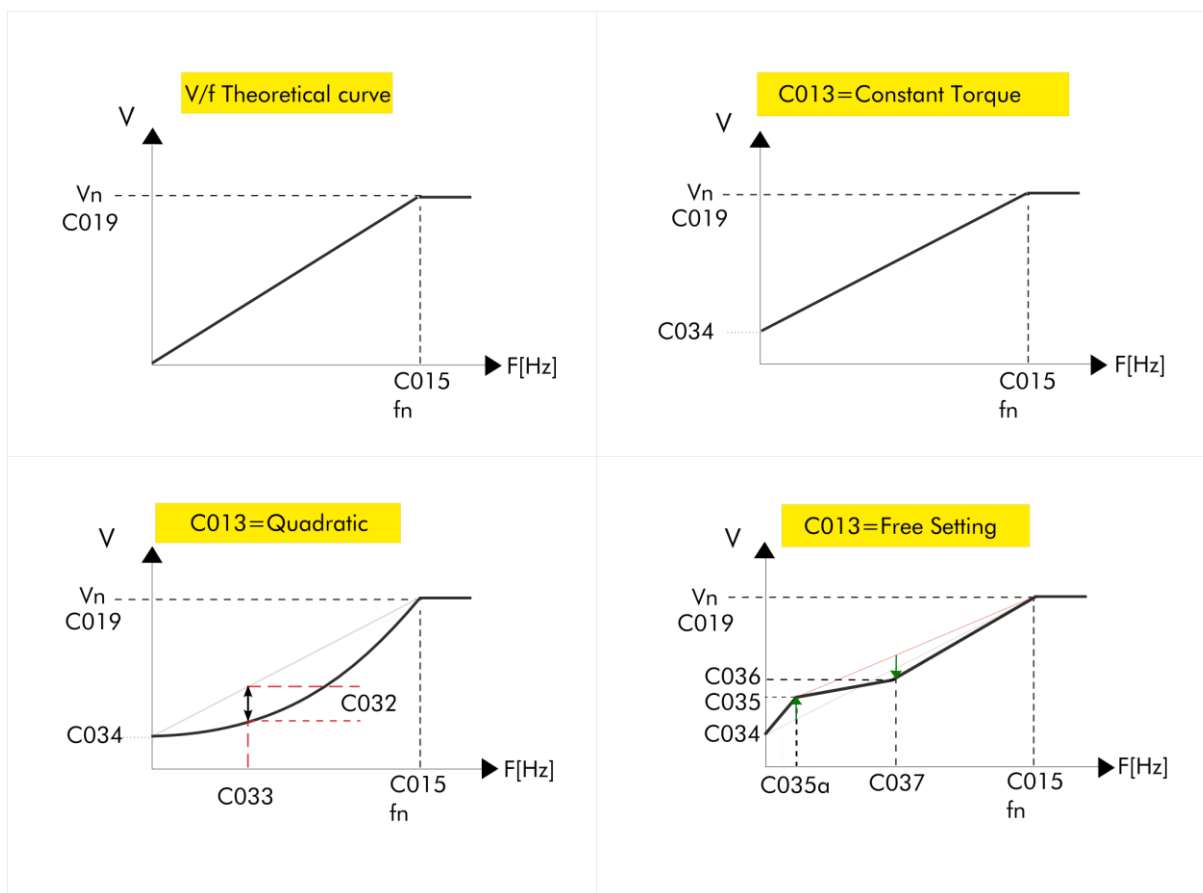 V/f Theoretical curve
V
Vn
C019
C015
fn
F[Hz]
C013=Constant Torque
V
Vn
C019
C034
C015
fn
F[Hz]
C013=Quadratic
V
Vn
C019
C032
C034
C033
C015
fn
F[Hz]
C013=Free Setting
V
Vn
C019
C036
C035
C034
C035a
C037
C015
fn
F[Hz]